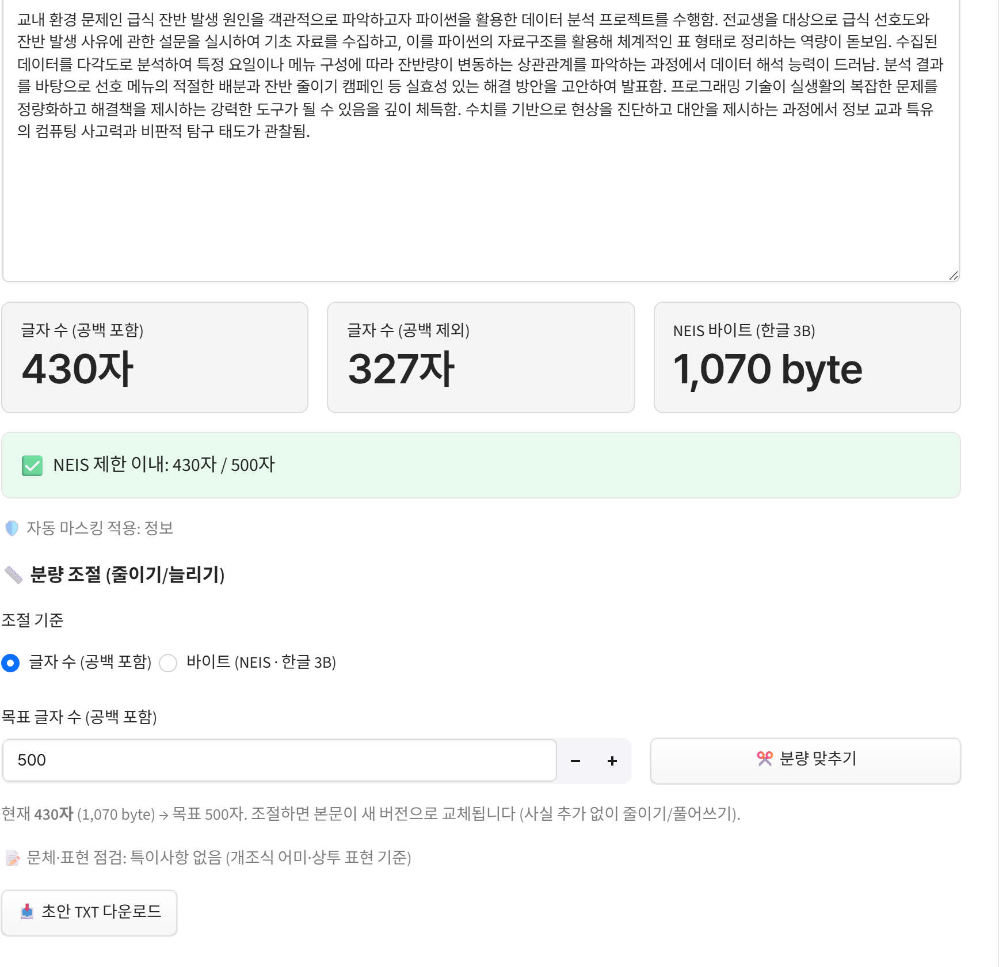 교내 환경 문제인 급식 잔반 발생 원인을 객관적으로 파악하고자 파이썬을 활용한 데이터 분석 프로젝트를 수행함. 전교생을 대상으로 급식 선호도와
잔반 발생 사유에 관한 설문을 실시하여 기초 자료를 수집하고, 이를 파이썬의 자료구조를 활용해 체계적인 표 형태로 정리하는 역량이 돋보임. 수집된
데이터를 다각도로 분석하여 특정 요일이나 메뉴 구성에 따라 잔반량이 변동하는 상관관계를 파악하는 과정에서 데이터 해석 능력이 드러남. 분석 결과
를 바탕으로 선호 메뉴의 적절한 배분과 잔반 줄이기 캠페인 등 실효성 있는 해결 방안을 고안하여 발표함. 프로그래밍 기술이 실생활의 복잡한 문제를
정량화하고 해결책을 제시하는 강력한 도구가 될 수 있음을 깊이 체득함. 수치를 기반으로 현상을 진단하고 대안을 제시하는 과정에서 정보 교과 특유
의 컴퓨팅 사고력과 비판적 탐구 태도가 관찰됨.
글자 수 (공백 포함)
430자
글자 수 (공백 제외)
327자
NEIS 바이트 (한글 3B)
1,070 byte
✅ NEIS 제한 이내: 430자 / 500자
🛡️ 자동 마스킹 적용: 정보
📏 분량 조절 (줄이기/늘리기)
조절 기준
글자 수 (공백 포함)
바이트 (NEIS · 한글 3B)
목표 글자 수 (공백 포함)
500
− +
✂️ 분량 맞추기
현재 430자 (1,070 byte) → 목표 500자. 조절하면 본문이 새 버전으로 교체됩니다 (사실 추가 없이 줄이기/풀어쓰기).
📝 문체·표현 점검: 특이사항 없음 (개조식 어미·상투 표현 기준)
📥 초안 TXT 다운로드